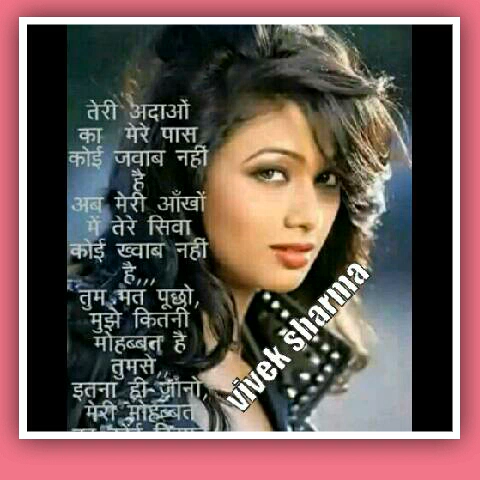 तेरी अदाओं
का मेरे पास
कोई जवाब नहीं
है
अब मेरी आँखों
में तेरे सिवा
कोई ख्वाब नहीं
है,,,
तुम मत पूछो,
मुझे कितनी
मोहब्बत है
तुमसे,,
इतना ही जानो,
मेरी मोहब्बत
vivek sharma